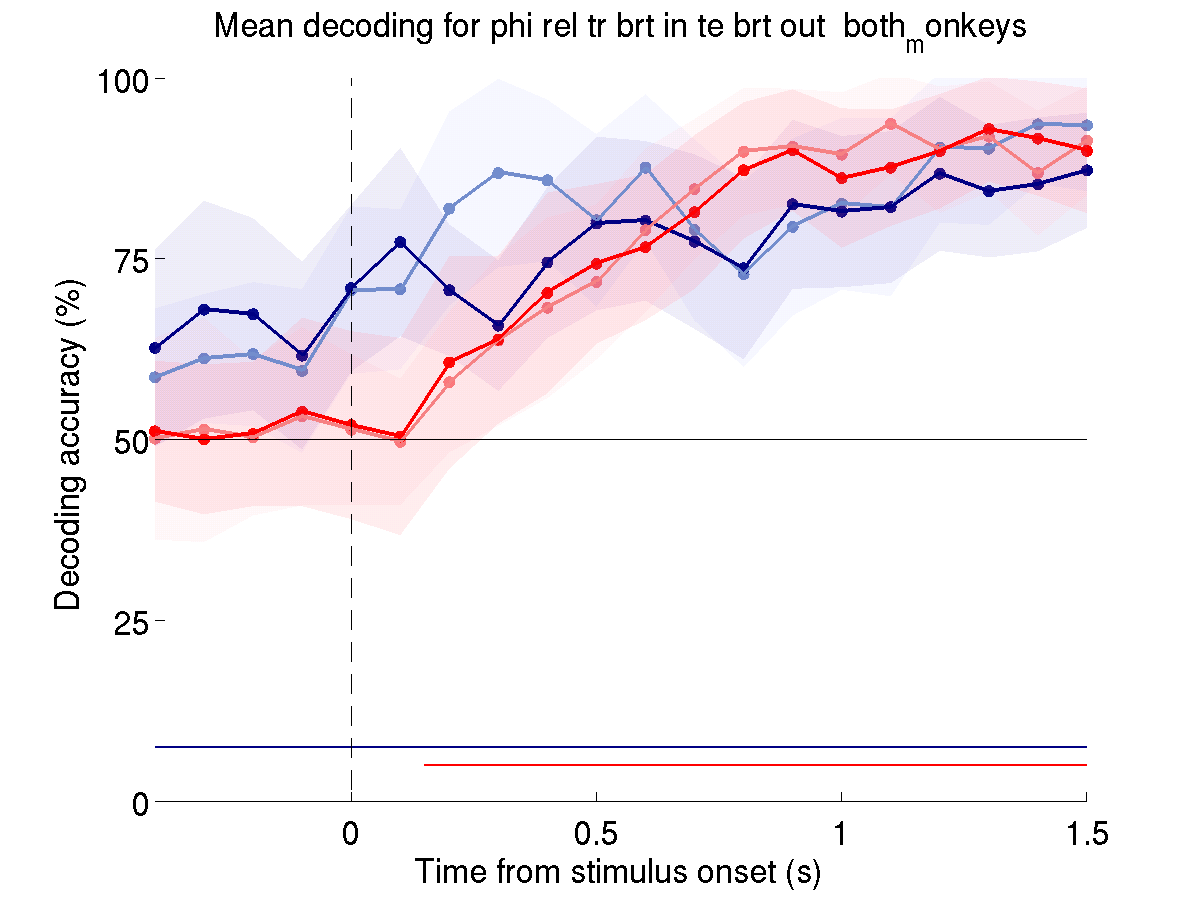 Mean decoding for phi rel tr brt in te brt out both_monkeys
100
75
50
25
0
Decoding accuracy (%)
0 0.5 1 1.5
Time from stimulus onset (s)